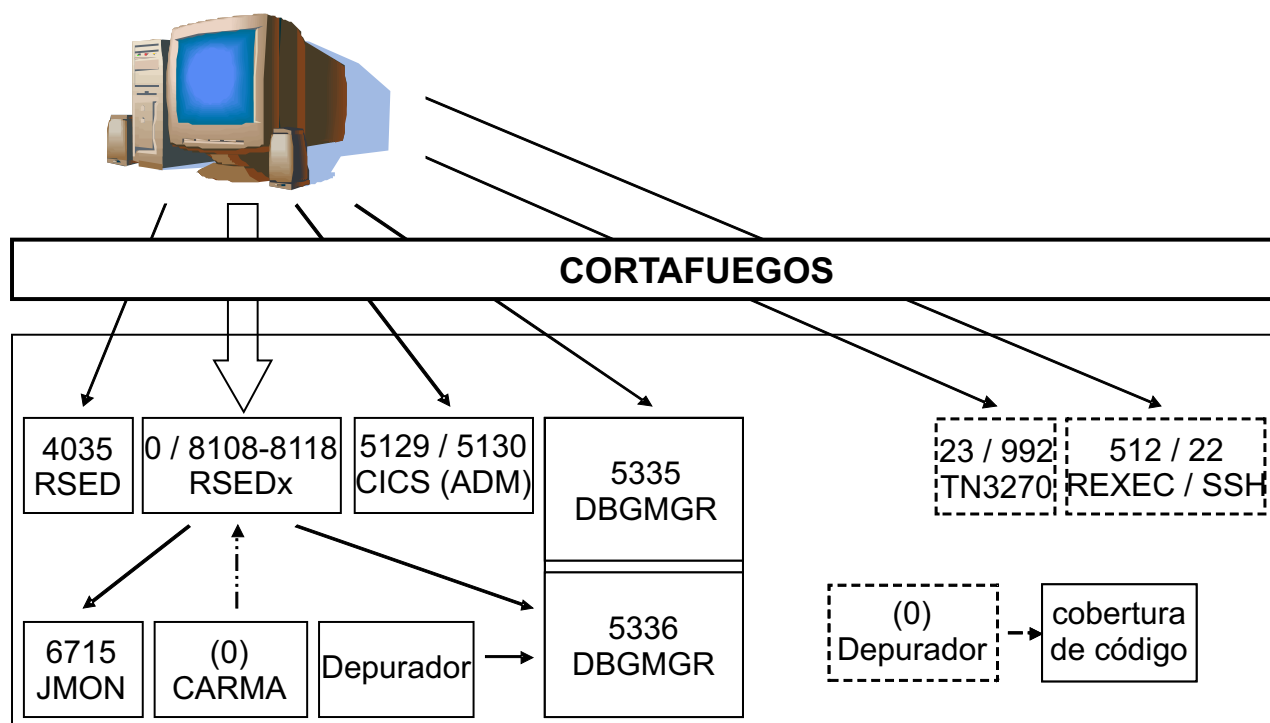 CORTAFUEGOS
4035
RSED
0 / 8108-8118
RSEDx
5129 / 5130
CICS (ADM)
5335
DBGMGR
23 / 992
TN3270
512 / 22
REXEC / SSH
6715
JMON
(0)
CARMA
Depurador
5336
DBGMGR
(0)
Depurador
cobertura
de código